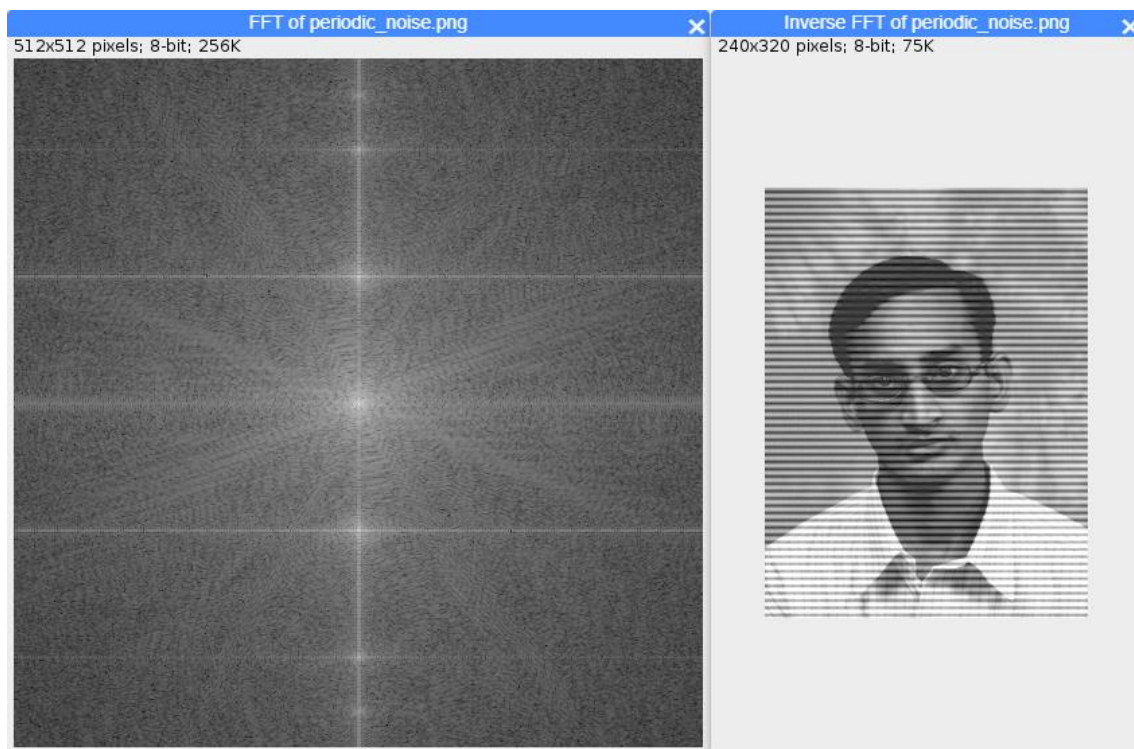 FFT of periodic_noise.png
512x512 pixels; 8-bit; 256K
Inverse FFT of periodic_noise.png
240x320 pixels; 8-bit; 75K